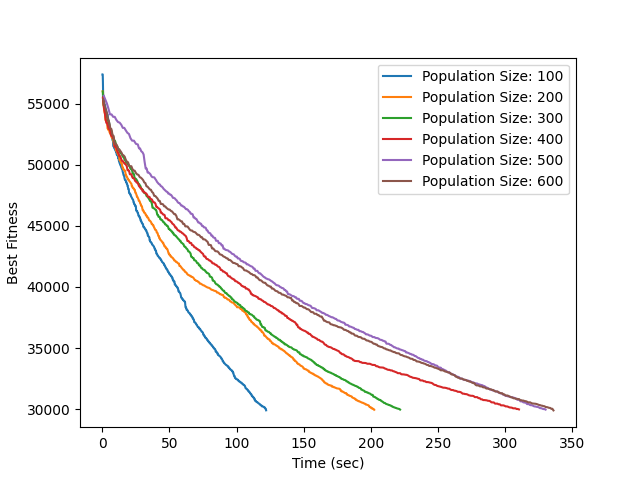 Population Size: 100
Population Size: 200
Population Size: 300
Population Size: 400
Population Size: 500
Population Size: 600
Best Fitness
55000
50000
45000
40000
35000
30000
0 50 100 150 200 250 300 350
Time (sec)